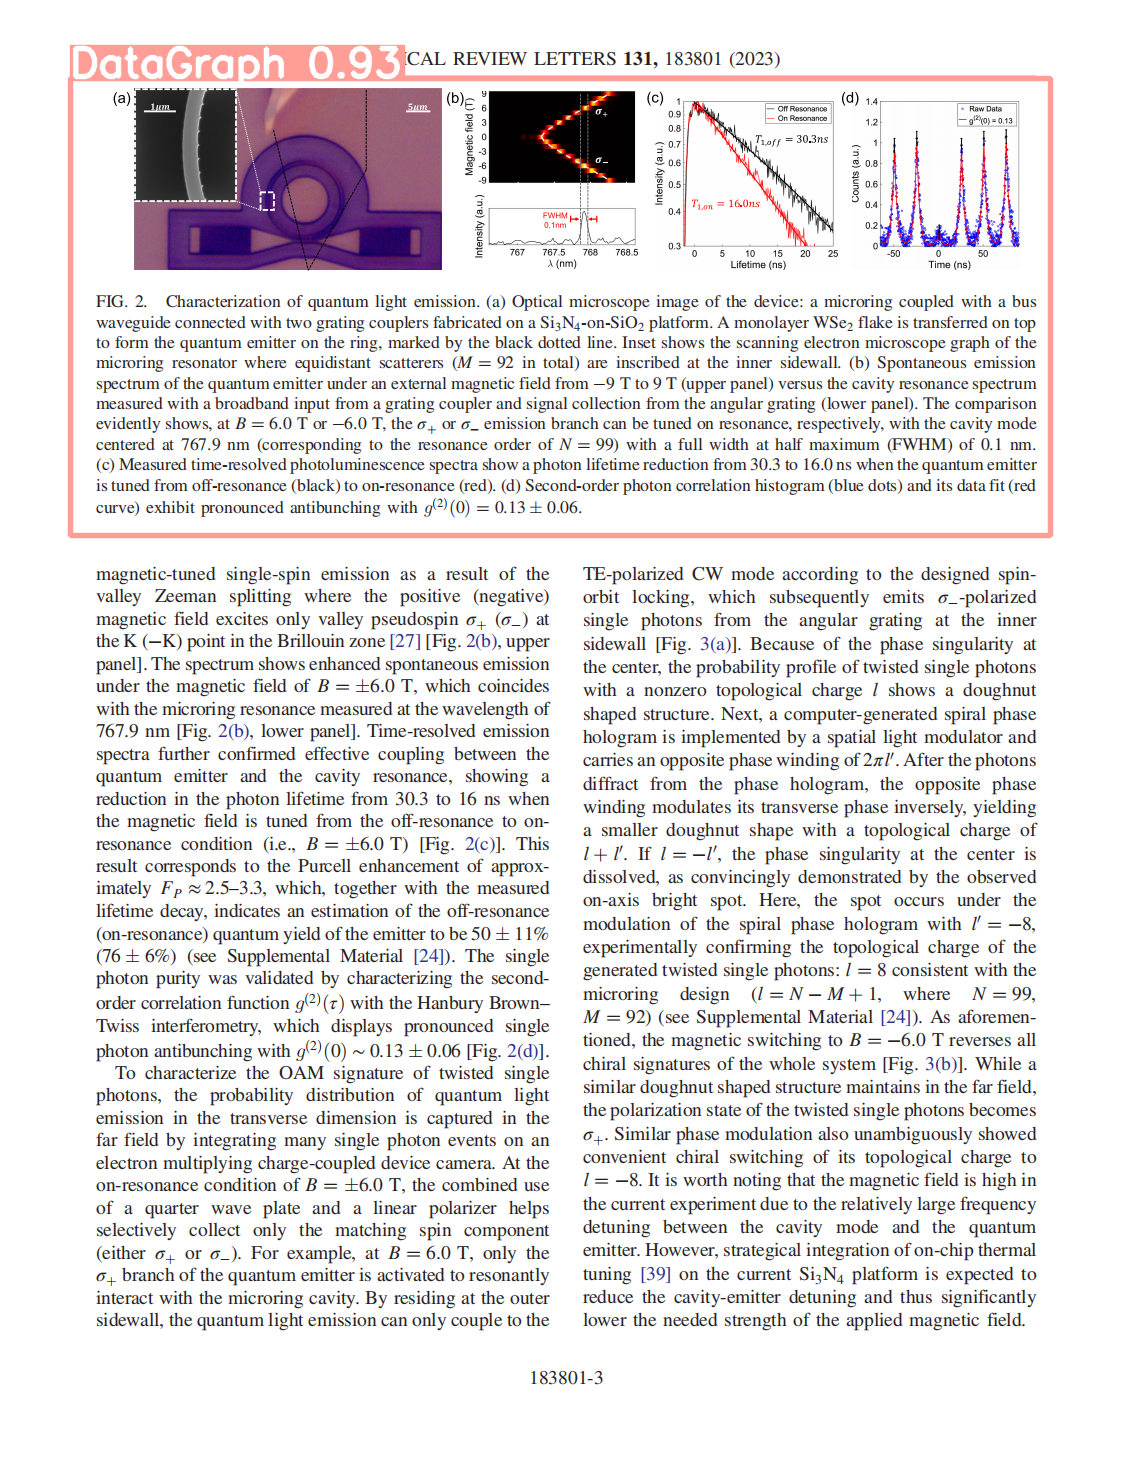 DataGraph 0.93
CAL REVIEW LETTERS 131, 183801 (2023)
(a)
1μm
5μm
(b)
Magnetic field (T)
9
6
3
0
-3
-6
-9
σ+
σ−
Intensity (a.u.)
FWHM
0.1nm
767 767.5 768 768.5
λ (nm)
(c)
Intensity (a.u.)
1
0.9
0.8
0.7
0.6
0.5
0.4
0.3
Off Resonance
On Resonance
T1,off = 30.3ns
T1,on = 16.0ns
0 5 10 15 20 25
Lifetime (ns)
(d)
Counts (a.u.)
1.4
1.2
1
0.8
0.6
0.4
0.2
0
Raw Data
g(2)(0) = 0.13
-50 0 50
Time (ns)
FIG. 2. Characterization of quantum light emission. (a) Optical microscope image of the device: a microring coupled with a bus
waveguide connected with two grating couplers fabricated on a Si3N4-on-SiO2 platform. A monolayer WSe2 flake is transferred on top
to form the quantum emitter on the ring, marked by the black dotted line. Inset shows the scanning electron microscope graph of the
microring resonator where equidistant scatterers (M = 92 in total) are inscribed at the inner sidewall. (b) Spontaneous emission
spectrum of the quantum emitter under an external magnetic field from −9 T to 9 T (upper panel) versus the cavity resonance spectrum
measured with a broadband input from a grating coupler and signal collection from the angular grating (lower panel). The comparison
evidently shows, at B = 6.0 T or −6.0 T, the σ+ or σ− emission branch can be tuned on resonance, respectively, with the cavity mode
centered at 767.9 nm (corresponding to the resonance order of N = 99) with a full width at half maximum (FWHM) of 0.1 nm.
(c) Measured time-resolved photoluminescence spectra show a photon lifetime reduction from 30.3 to 16.0 ns when the quantum emitter
is tuned from off-resonance (black) to on-resonance (red). (d) Second-order photon correlation histogram (blue dots) and its data fit (red
curve) exhibit pronounced antibunching with g(2)(0) = 0.13 ± 0.06.
magnetic-tuned single-spin emission as a result of the
valley Zeeman splitting where the positive (negative)
magnetic field excites only valley pseudospin σ+ (σ−) at
the K (−K) point in the Brillouin zone [27] [Fig. 2(b), upper
panel]. The spectrum shows enhanced spontaneous emission
under the magnetic field of B = ±6.0 T, which coincides
with the microring resonance measured at the wavelength of
767.9 nm [Fig. 2(b), lower panel]. Time-resolved emission
spectra further confirmed effective coupling between the
quantum emitter and the cavity resonance, showing a
reduction in the photon lifetime from 30.3 to 16 ns when
the magnetic field is tuned from the off-resonance to on-
resonance condition (i.e., B = ±6.0 T) [Fig. 2(c)]. This
result corresponds to the Purcell enhancement of approx-
imately FP ≈ 2.5–3.3, which, together with the measured
lifetime decay, indicates an estimation of the off-resonance
(on-resonance) quantum yield of the emitter to be 50 ± 11%
(76 ± 6%) (see Supplemental Material [24]). The single
photon purity was validated by characterizing the second-
order correlation function g(2)(τ) with the Hanbury Brown–
Twiss interferometry, which displays pronounced single
photon antibunching with g(2)(0) ∼ 0.13 ± 0.06 [Fig. 2(d)].
To characterize the OAM signature of twisted single
photons, the probability distribution of quantum light
emission in the transverse dimension is captured in the
far field by integrating many single photon events on an
electron multiplying charge-coupled device camera. At the
on-resonance condition of B = ±6.0 T, the combined use
of a quarter wave plate and a linear polarizer helps
selectively collect only the matching spin component
(either σ+ or σ−). For example, at B = 6.0 T, only the
σ+ branch of the quantum emitter is activated to resonantly
interact with the microring cavity. By residing at the outer
sidewall, the quantum light emission can only couple to the
TE-polarized CW mode according to the designed spin-
orbit locking, which subsequently emits σ−-polarized
single photons from the angular grating at the inner
sidewall [Fig. 3(a)]. Because of the phase singularity at
the center, the probability profile of twisted single photons
with a nonzero topological charge l shows a doughnut
shaped structure. Next, a computer-generated spiral phase
hologram is implemented by a spatial light modulator and
carries an opposite phase winding of 2πl′. After the photons
diffract from the phase hologram, the opposite phase
winding modulates its transverse phase inversely, yielding
a smaller doughnut shape with a topological charge of
l + l′. If l = −l′, the phase singularity at the center is
dissolved, as convincingly demonstrated by the observed
on-axis bright spot. Here, the spot occurs under the
modulation of the spiral phase hologram with l′ = −8,
experimentally confirming the topological charge of the
generated twisted single photons: l = 8 consistent with the
microring design (l = N − M + 1, where N = 99,
M = 92) (see Supplemental Material [24]). As aforemen-
tioned, the magnetic switching to B = −6.0 T reverses all
chiral signatures of the whole system [Fig. 3(b)]. While a
similar doughnut shaped structure maintains in the far field,
the polarization state of the twisted single photons becomes
σ+. Similar phase modulation also unambiguously showed
convenient chiral switching of its topological charge to
l = −8. It is worth noting that the magnetic field is high in
the current experiment due to the relatively large frequency
detuning between the cavity mode and the quantum
emitter. However, strategical integration of on-chip thermal
tuning [39] on the current Si3N4 platform is expected to
reduce the cavity-emitter detuning and thus significantly
lower the needed strength of the applied magnetic field.
183801-3